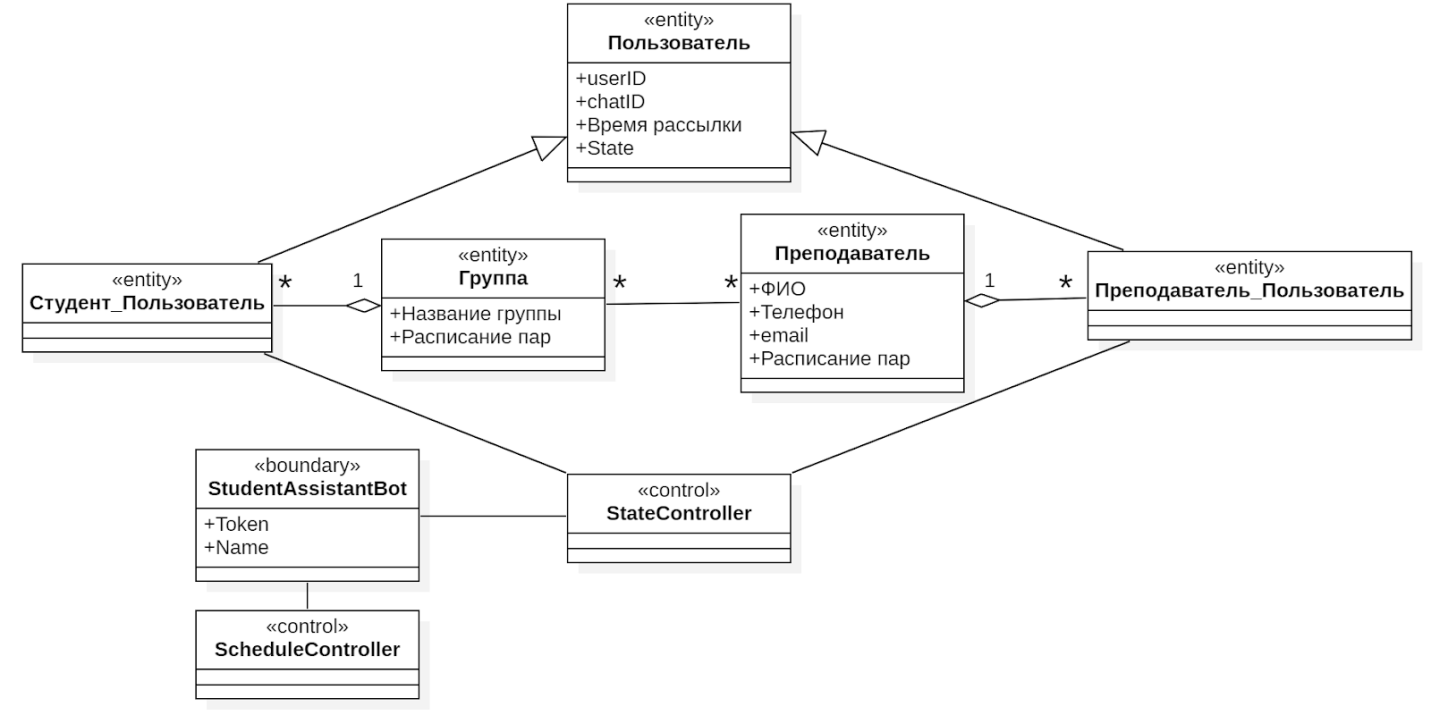 «entity»
Пользователь
+userID
+chatID
+Время рассылки
+State
«entity»
Студент_Пользователь
*
1
«entity»
Группа
+Название группы
+Расписание пар
*
*
«entity»
Преподаватель
+ФИО
+Телефон
+email
+Расписание пар
1
*
«entity»
Преподаватель_Пользователь
«boundary»
StudentAssistantBot
+Token
+Name
«control»
StateController
«control»
ScheduleController